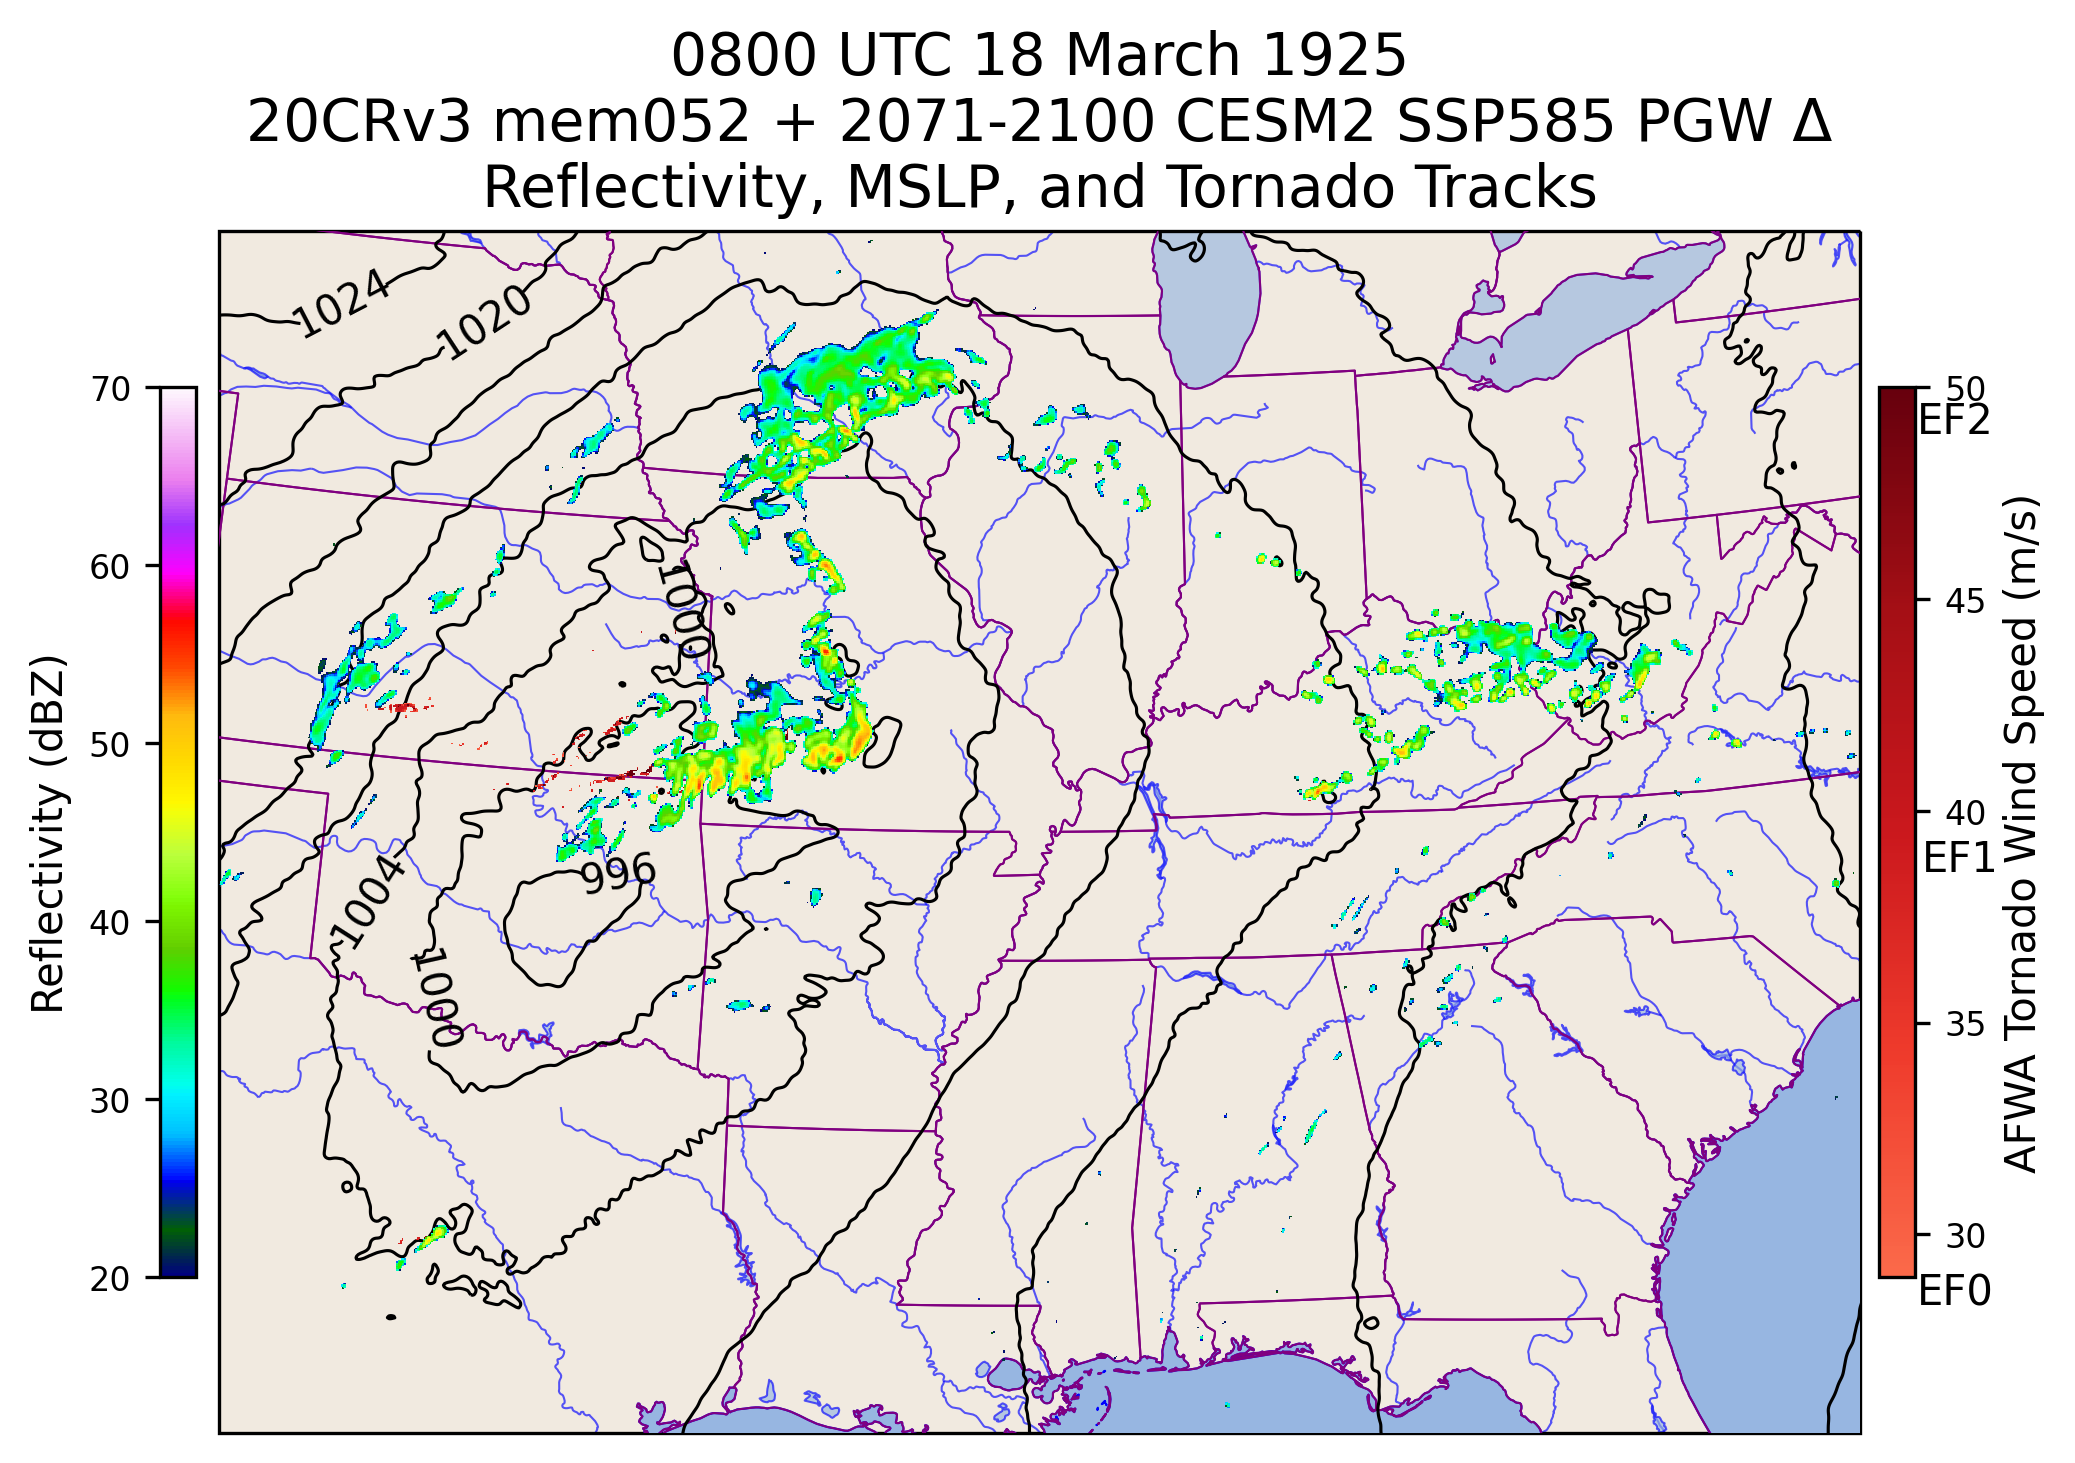 0800 UTC 18 March 1925
20CRv3 mem052 + 2071-2100 CESM2 SSP585 PGW Δ
Reflectivity, MSLP, and Tornado Tracks
70
60
50
40
30
20
Reflectivity (dBZ)
1024
1020
1000
996
1004
1000
50
EF2
45
40
EF1
35
30
EF0
AFWA Tornado Wind Speed (m/s)